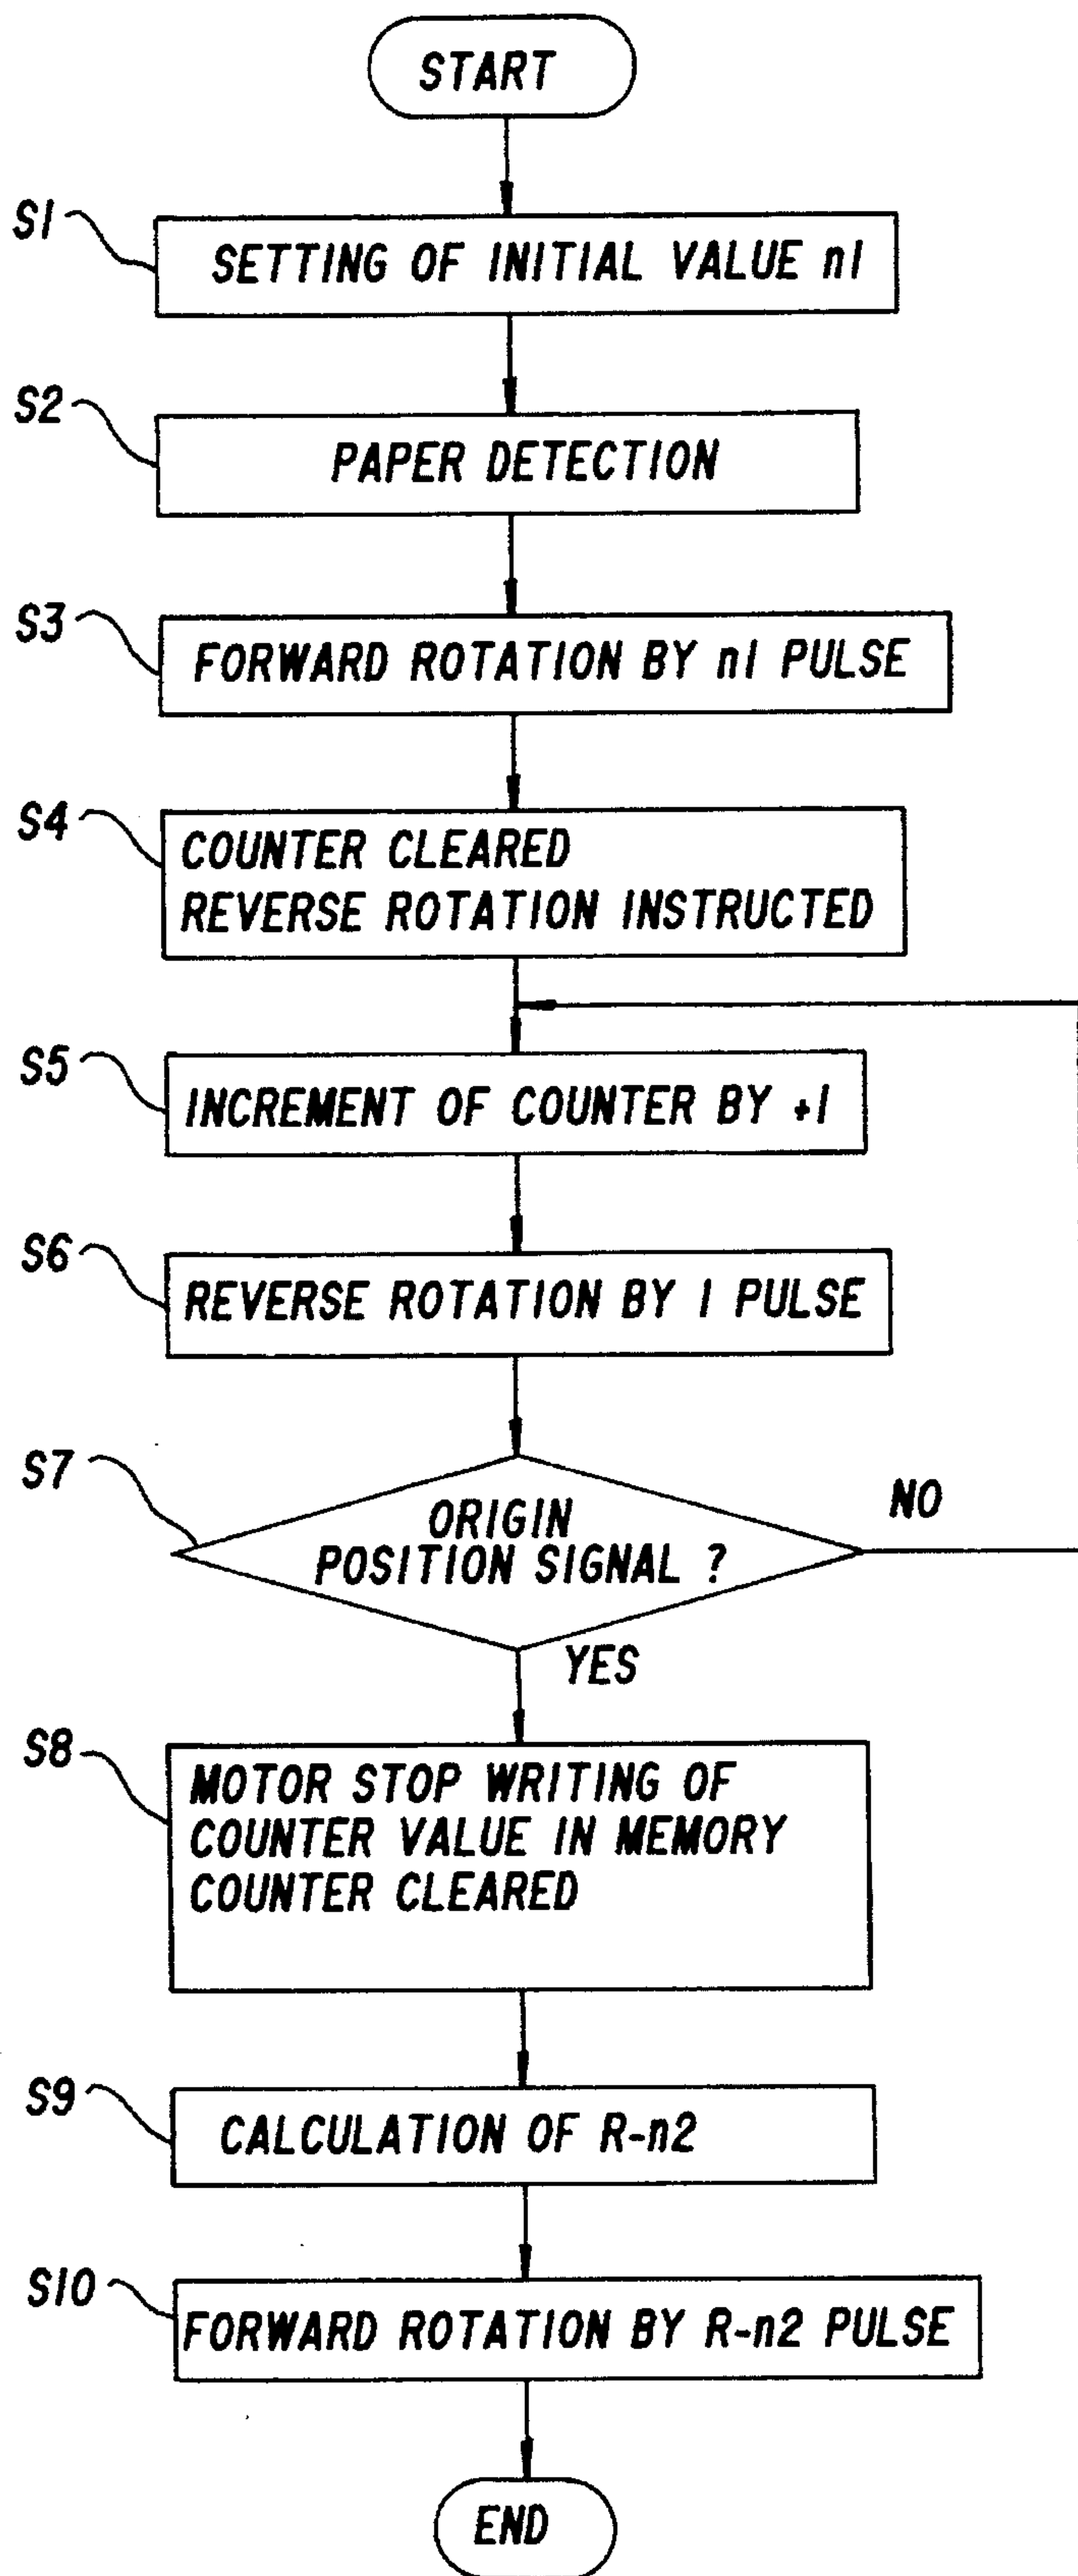 START
S1
SETTING OF INITIAL VALUE n1
S2
PAPER DETECTION
S3
FORWARD ROTATION BY n1 PULSE
S4
COUNTER CLEARED
REVERSE ROTATION INSTRUCTED
S5
INCREMENT OF COUNTER BY +1
S6
REVERSE ROTATION BY 1 PULSE
S7
ORIGIN
POSITION SIGNAL ?
NO
YES
S8
MOTOR STOP WRITING OF
COUNTER VALUE IN MEMORY
COUNTER CLEARED
S9
CALCULATION OF R-n2
S10
FORWARD ROTATION BY R-n2 PULSE
END